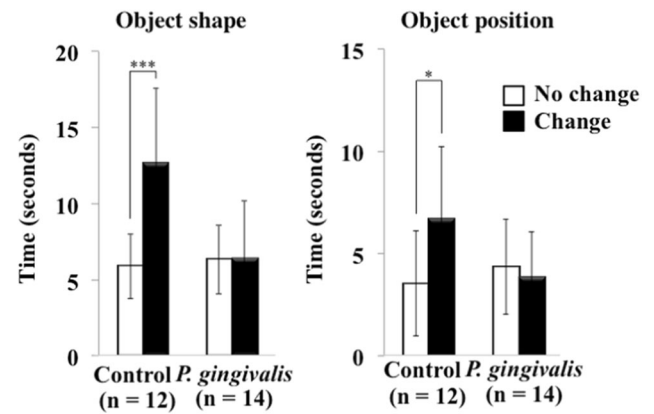 Object shape
20
15
10
5
0
Time (seconds)
***
Control P. gingivalis
(n = 12) (n = 14)
Object position
15
10
5
0
Time (seconds)
*
No change
Change
Control P. gingivalis
(n = 12) (n = 14)